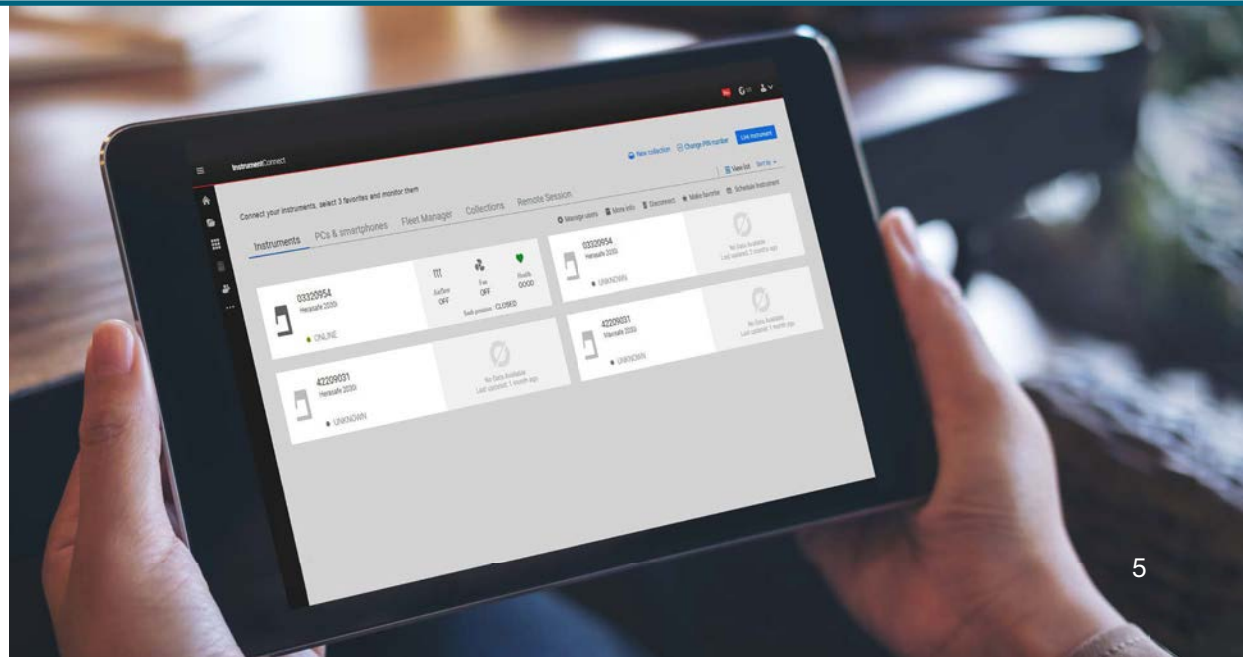 InstrumentConnect
Connect your instruments, select 3 favorites and monitor them
New collection Change PIN number Link instrument
Instruments PCs & smartphones Fleet Manager Collections Remote Session
View list Sort by
Manage users More info Disconnect Make favorite Schedule Instrument
03320954
Herasafe 2030i
ONLINE
Airflow OFF
Fan OFF
Health GOOD
Sash position : CLOSED
03320954
Herasafe 2030i
UNKNOWN
No Data Available
Last updated: 2 months ago
42209031
Herasafe 2030i
UNKNOWN
No Data Available
Last updated: 1 month ago
42209031
2030i
UNKNOWN
No Data Available
Last updated: 1 month ago
5